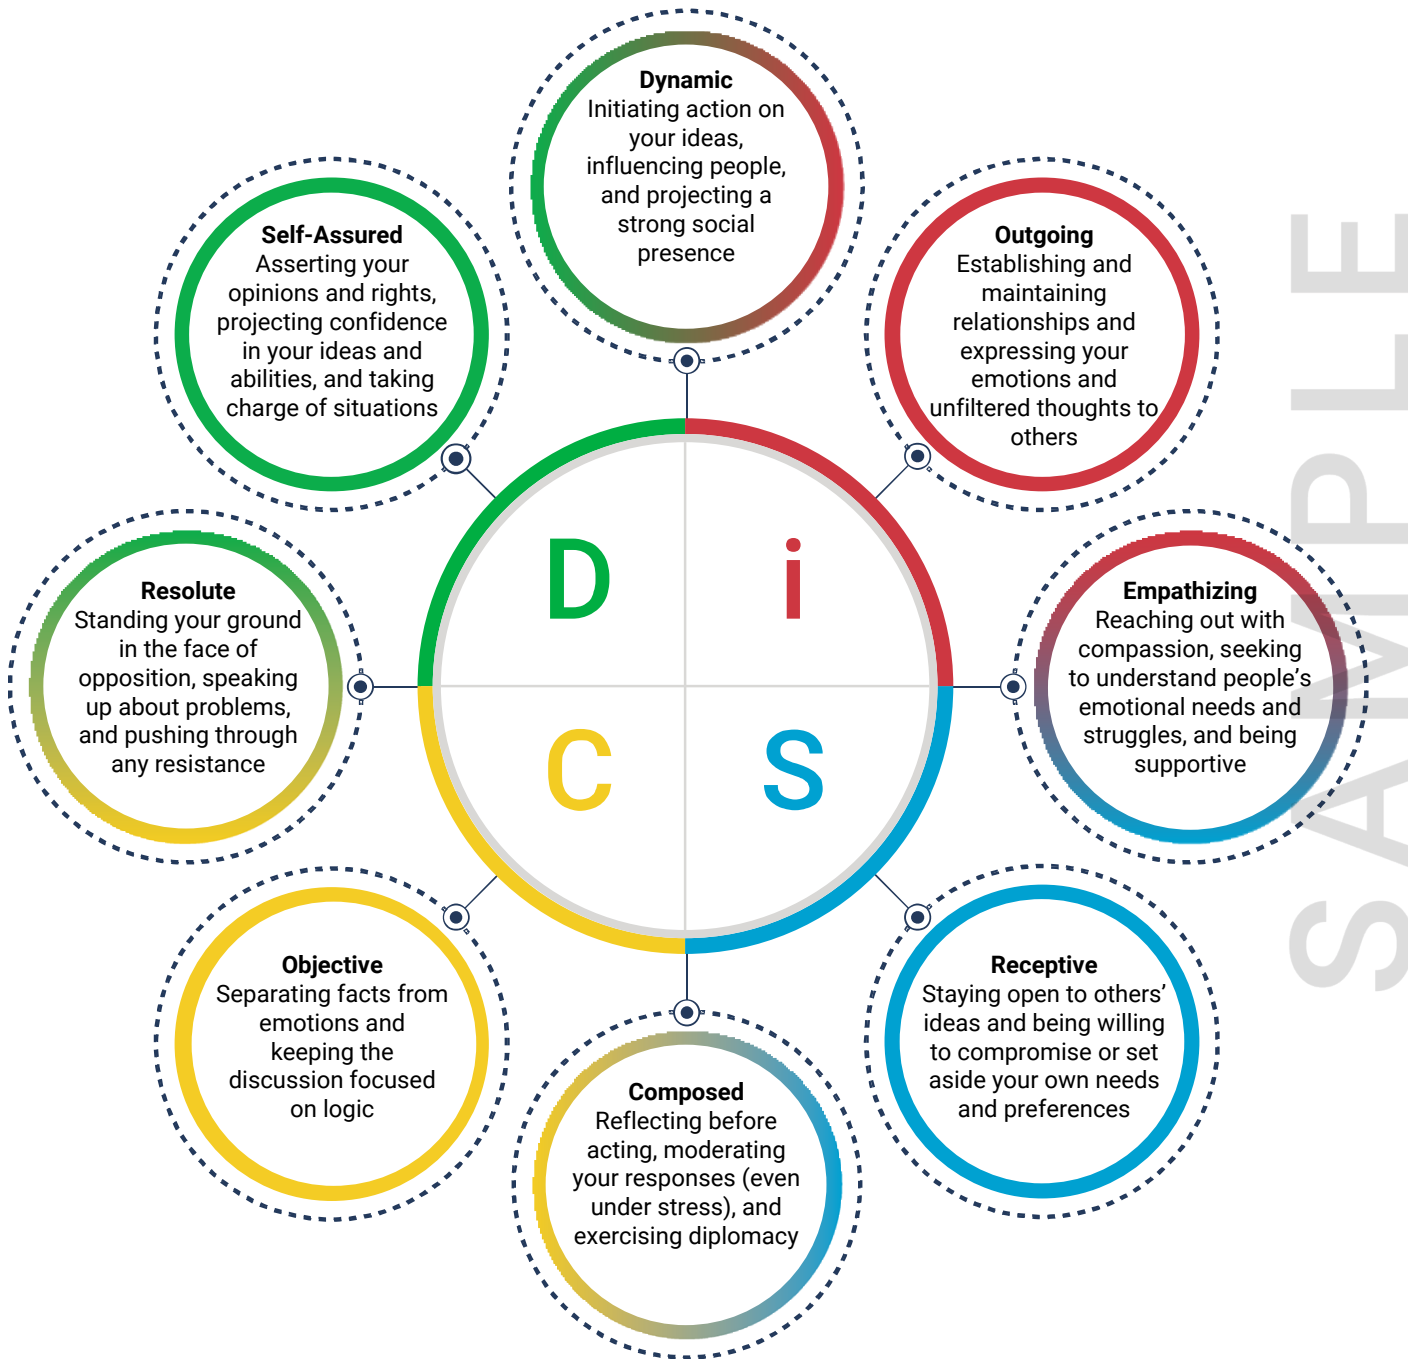 Dynamic
Initiating action on
your ideas,
influencing people,
and projecting a
strong social
presence
Self-Assured
Asserting your
opinions and rights,
projecting confidence
in your ideas and
abilities, and taking
charge of situations
Outgoing
Establishing and
maintaining
relationships and
expressing your
emotions and
unfiltered thoughts to
others
Resolute
Standing your ground
in the face of
opposition, speaking
up about problems,
and pushing through
any resistance
D
i
C
S
Empathizing
Reaching out with
compassion, seeking
to understand people’s
emotional needs and
struggles, and being
supportive
Objective
Separating facts from
emotions and
keeping the
discussion focused
on logic
Composed
Reflecting before
acting, moderating
your responses (even
under stress), and
exercising diplomacy
Receptive
Staying open to others’
ideas and being willing
to compromise or set
aside your own needs
and preferences
SAMPLE